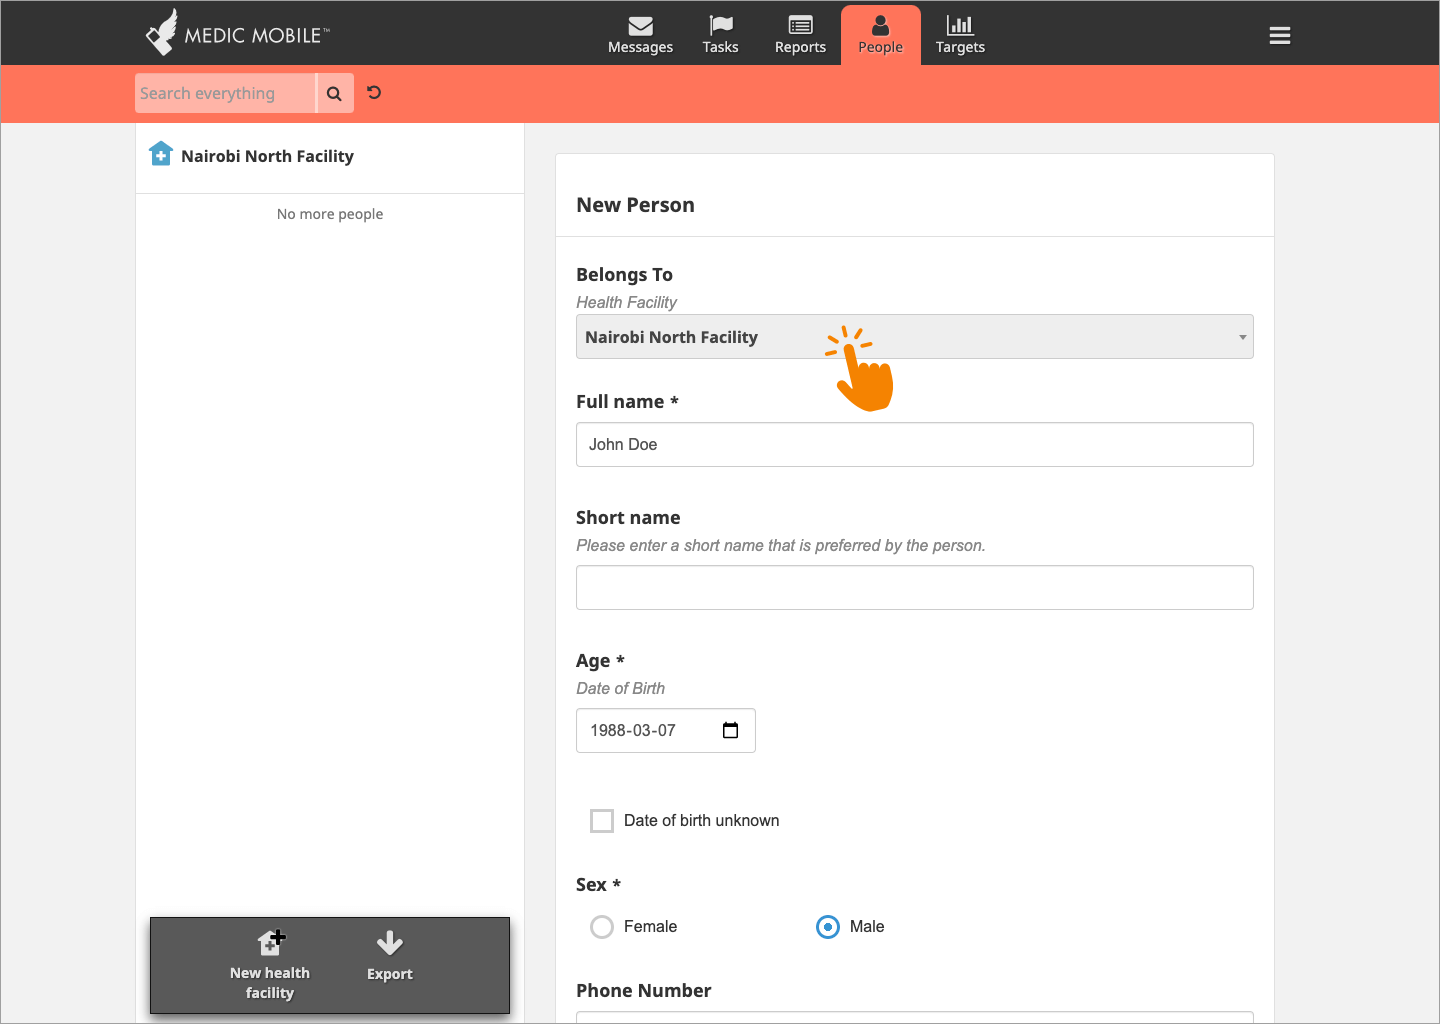 MEDIC MOBILE™
Messages
Tasks
Reports
People
Targets
Search everything
Nairobi North Facility
No more people
New health
facility
Export
New Person
Belongs To
Health Facility
Nairobi North Facility
Full name *
John Doe
Short name
Please enter a short name that is preferred by the person.
Age *
Date of Birth
1988-03-07
Date of birth unknown
Sex *
Female
Male
Phone Number